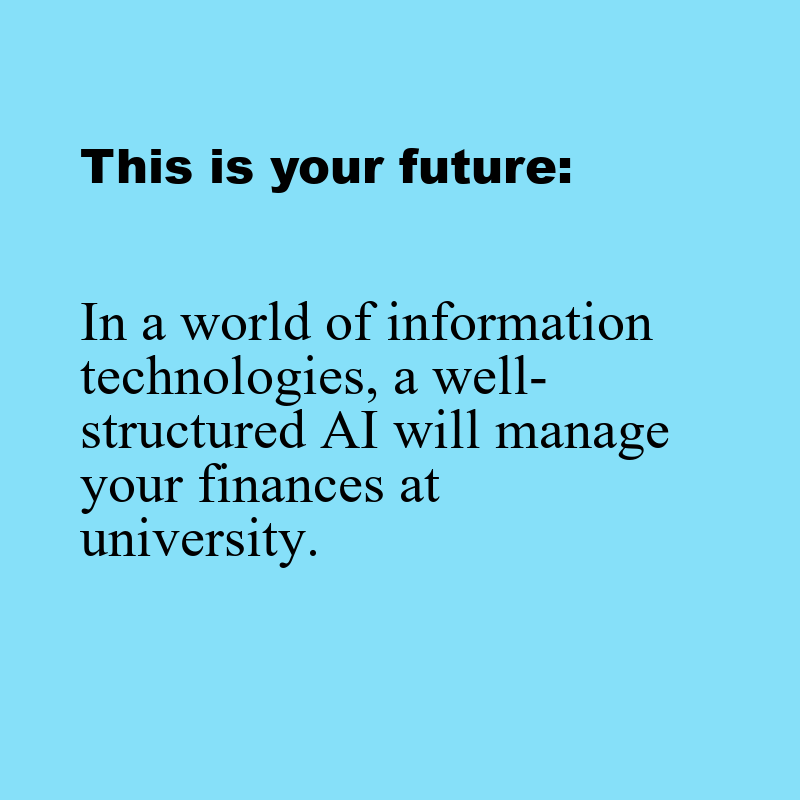 This is your future:
In a world of information
technologies, a well-
structured AI will manage
your finances at
university.